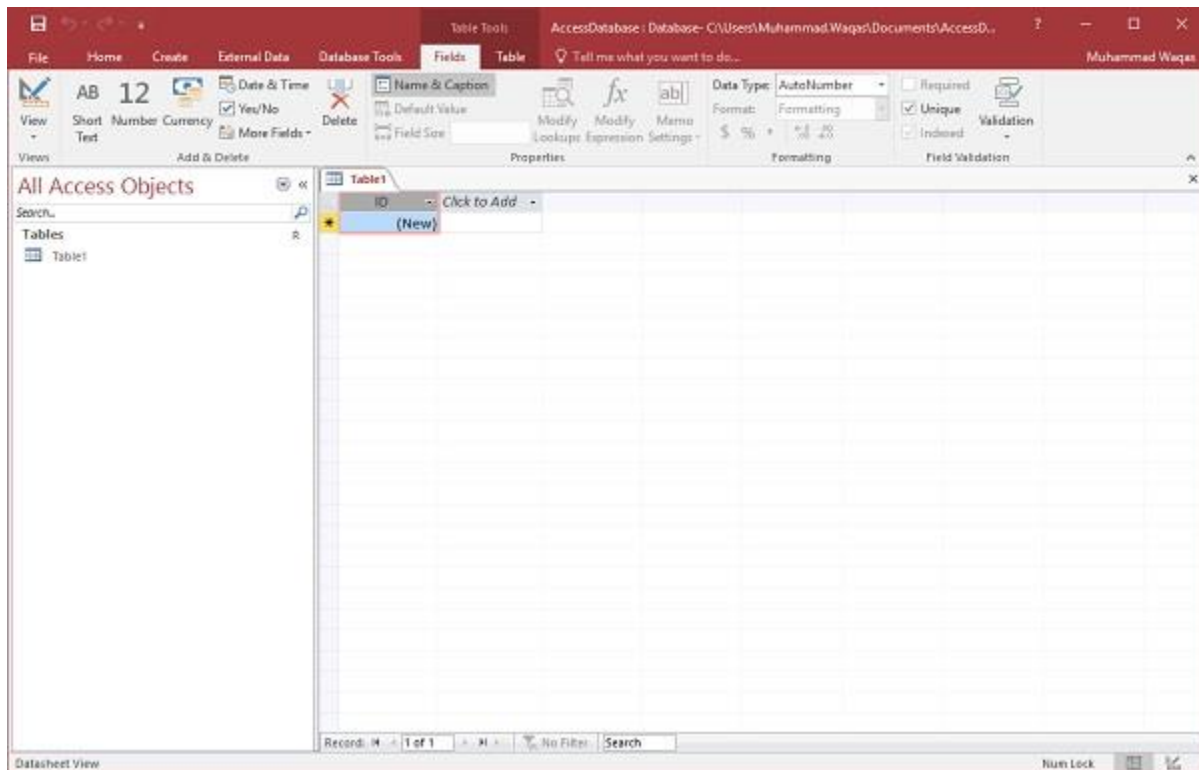 Table Tools
AccessDatabase : Database- C:\Users\Muhammad.Waqas\Documents\AccessD...
?
File Home Create External Data Database Tools Fields Table Tell me what you want to do... Muhammad Waqas
View
AB
Short Text
12
Number
Currency
Date & Time
Yes/No
More Fields
Delete
Name & Caption
Default Value
Field Size
Modify Lookups
fx
Modify Expression
ab
Memo Settings
Data Type: AutoNumber
Format: Formatting
$ %
Required
Unique
Indexed
Validation
Views Add & Delete Properties Formatting Field Validation
All Access Objects
Search...
Tables
Table1
Table1
ID Click to Add
(New)
Record: 1 of 1 No Filter Search
Datasheet View Num Lock